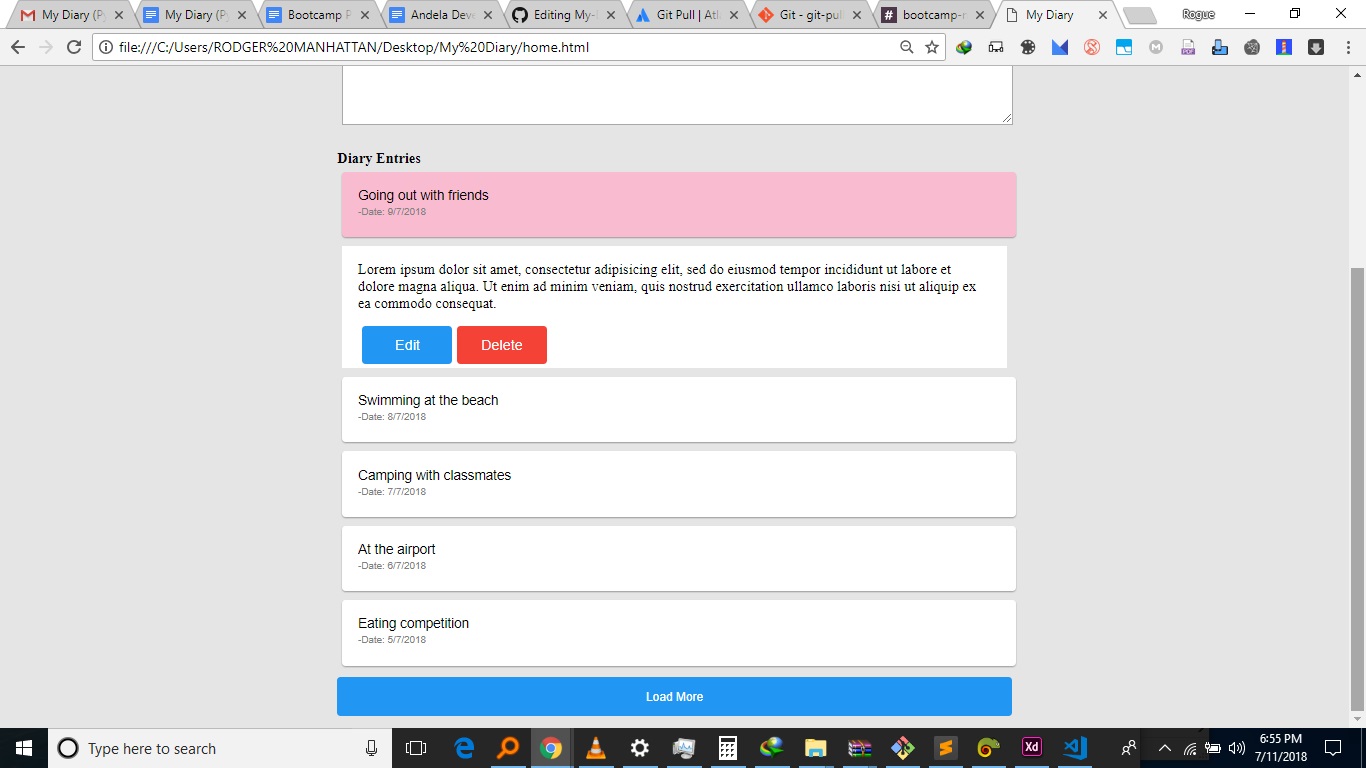 My Diary (Py
My Diary (Py
Bootcamp P
Andela Deve
Editing My-
Git Pull | Atl
Git - git-pul
bootcamp-r
My Diary
Rogue
file:///C:/Users/RODGER%20MANHATTAN/Desktop/My%20Diary/home.html
Diary Entries
Going out with friends
-Date: 9/7/2018
Lorem ipsum dolor sit amet, consectetur adipisicing elit, sed do eiusmod tempor incididunt ut labore et
dolore magna aliqua. Ut enim ad minim veniam, quis nostrud exercitation ullamco laboris nisi ut aliquip ex
ea commodo consequat.
Edit Delete
Swimming at the beach
-Date: 8/7/2018
Camping with classmates
-Date: 7/7/2018
At the airport
-Date: 6/7/2018
Eating competition
-Date: 5/7/2018
Load More
Type here to search
Xd
6:55 PM
7/11/2018